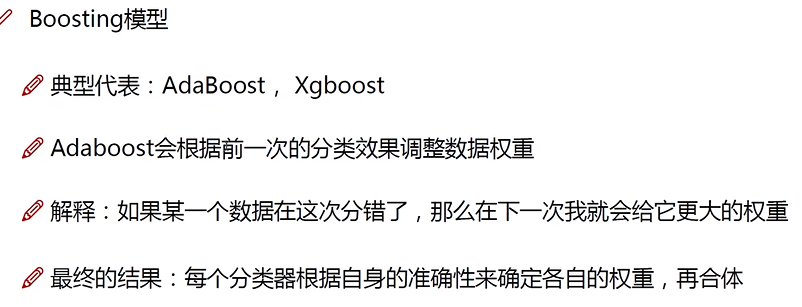 Boosting模型
典型代表：AdaBoost， Xgboost
Adaboost会根据前一次的分类效果调整数据权重
解释：如果某一个数据在这次分错了，那么在下一次我就会给它更大的权重
最终的结果：每个分类器根据自身的准确性来确定各自的权重，再合体